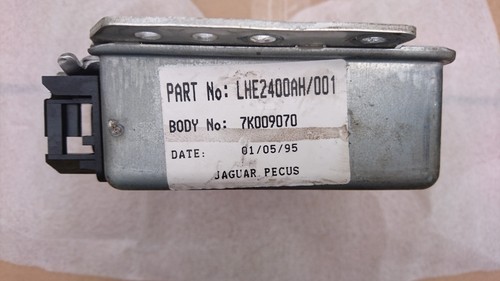 PART No: LHE2400AH/001
BODY No: 7K009070
DATE: 01/05/95
JAGUAR PECUS